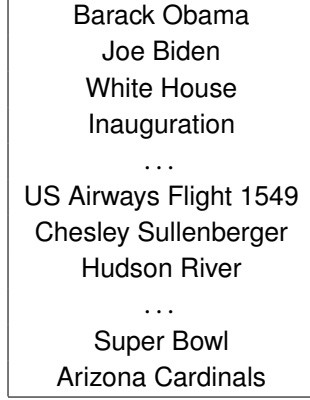 Barack Obama
Joe Biden
White House
Inauguration
...
US Airways Flight 1549
Chesley Sullenberger
Hudson River
...
Super Bowl
Arizona Cardinals